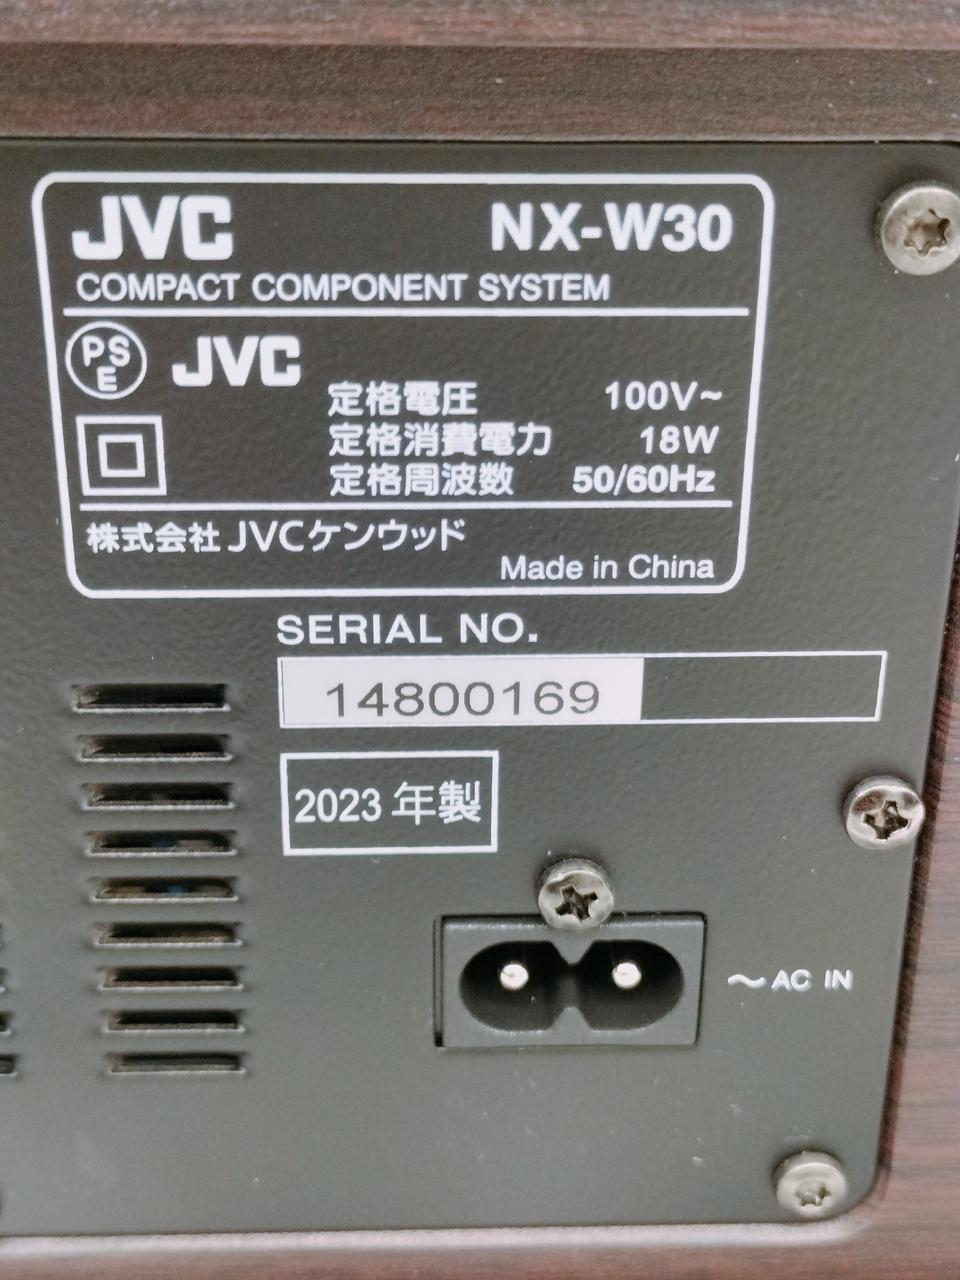 JVC NX-W30
COMPACT COMPONENT SYSTEM
PSE JVC
定格電圧 100V~
定格消費電力 18W
定格周波数 50/60Hz
株式会社 JVCケンウッド
Made in China
SERIAL NO.
14800169
2023 年製
～ AC IN